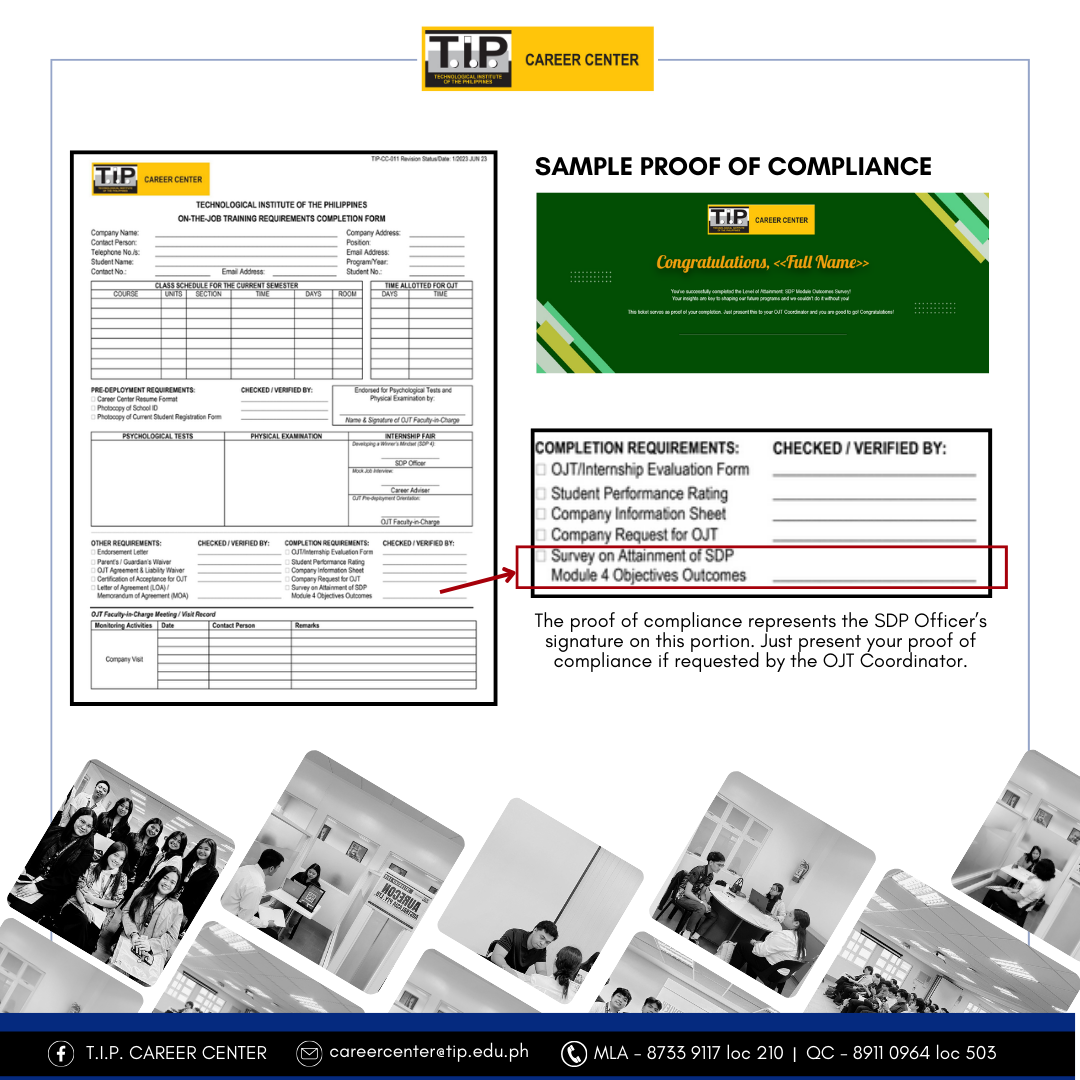 T.I.P
TECHNOLOGICAL INSTITUTE
OF THE PHILIPPINES
CAREER CENTER
TIP-CC-011 Revision Status/Date: 1/2023 JUN 23
T.I.P
TECHNOLOGICAL INSTITUTE
OF THE PHILIPPINES
CAREER CENTER
TECHNOLOGICAL INSTITUTE OF THE PHILIPPINES
ON-THE-JOB TRAINING REQUIREMENTS COMPLETION FORM
Company Name: Company Address:
Contact Person: Position:
Telephone No./s: Email Address:
Student Name: Program/Year:
Contact No.: Email Address: Student No.:
CLASS SCHEDULE FOR THE CURRENT SEMESTER TIME ALLOTTED FOR OJT
COURSE UNITS SECTION TIME DAYS ROOM DAYS TIME
PRE-DEPLOYMENT REQUIREMENTS: CHECKED / VERIFIED BY:
Career Center Resume Format
Photocopy of School ID
Photocopy of Current Student Registration Form
Endorsed for Psychological Tests and
Physical Examination by:
Name & Signature of OJT Faculty-in-Charge
PSYCHOLOGICAL TESTS PHYSICAL EXAMINATION INTERNSHIP FAIR
Developing a Winner's Mindset (SDP 4)
SDP Officer
Mock Job Interview:
Career Adviser
OJT Pre-deployment Orientation:
OJT Faculty-in-Charge
OTHER REQUIREMENTS: CHECKED / VERIFIED BY: COMPLETION REQUIREMENTS: CHECKED / VERIFIED BY:
Endorsement Letter OJT/Internship Evaluation Form
Parent's / Guardian's Waiver Student Performance Rating
OJT Agreement & Liability Waiver Company Information Sheet
Certification of Acceptance for OJT Company Request for OJT
Letter of Agreement (LOA) / Survey on Attainment of SDP
Memorandum of Agreement (MOA) Module 4 Objectives Outcomes
OJT Faculty-in-Charge Meeting / Visit Record
Monitoring Activities Date Contact Person Remarks
Company Visit
SAMPLE PROOF OF COMPLIANCE
T.I.P
TECHNOLOGICAL INSTITUTE
OF THE PHILIPPINES
CAREER CENTER
Congratulations, <<Full Name>>
You've successfully completed the Level of Attainment: SDP Module Outcomes Survey!
Your insights are key to shaping our future programs and we couldn't do it without you!
This ticket serves as proof of your completion. Just present this to your OJT Coordinator and you are good to go! Congratulations!
COMPLETION REQUIREMENTS: CHECKED / VERIFIED BY:
OJT/Internship Evaluation Form
Student Performance Rating
Company Information Sheet
Company Request for OJT
Survey on Attainment of SDP
Module 4 Objectives Outcomes
The proof of compliance represents the SDP Officer's
signature on this portion. Just present your proof of
compliance if requested by the OJT Coordinator.
AURECON
T.I.P. CAREER CENTER careercenter@tip.edu.ph MLA - 8733 9117 loc 210 | QC - 8911 0964 loc 503